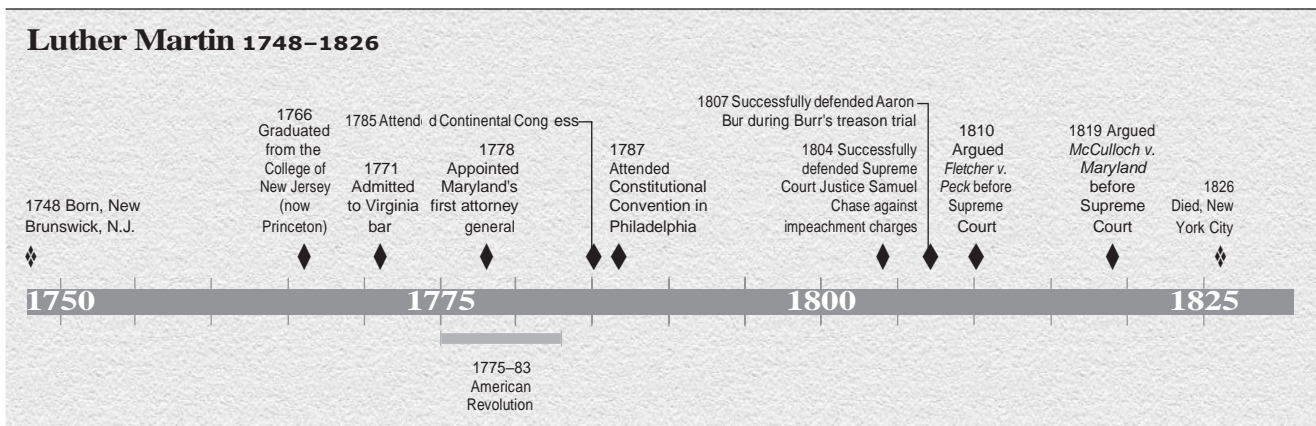 Luther Martin 1748–1826
1748 Born, New
Brunswick, N.J.
1766
Graduated
from the
College of
New Jersey
(now
Princeton)
1771
Admitted
to Virginia
bar
1778
Appointed
Maryland's
first attorney
general
1785 Attend d Continental Cong ess
1787
Attended
Constitutional
Convention in
Philadelphia
1804 Successfully
defended Supreme
Court Justice Samuel
Chase against
impeachment charges
1807 Successfully defended Aaron
Bur during Burr's treason trial
1810
Argued
Fletcher v.
Peck before
Supreme
Court
1819 Argued
McCulloch v.
Maryland
before
Supreme
Court
1826
Died, New
York City
1750 1775 1800 1825
1775–83
American
Revolution